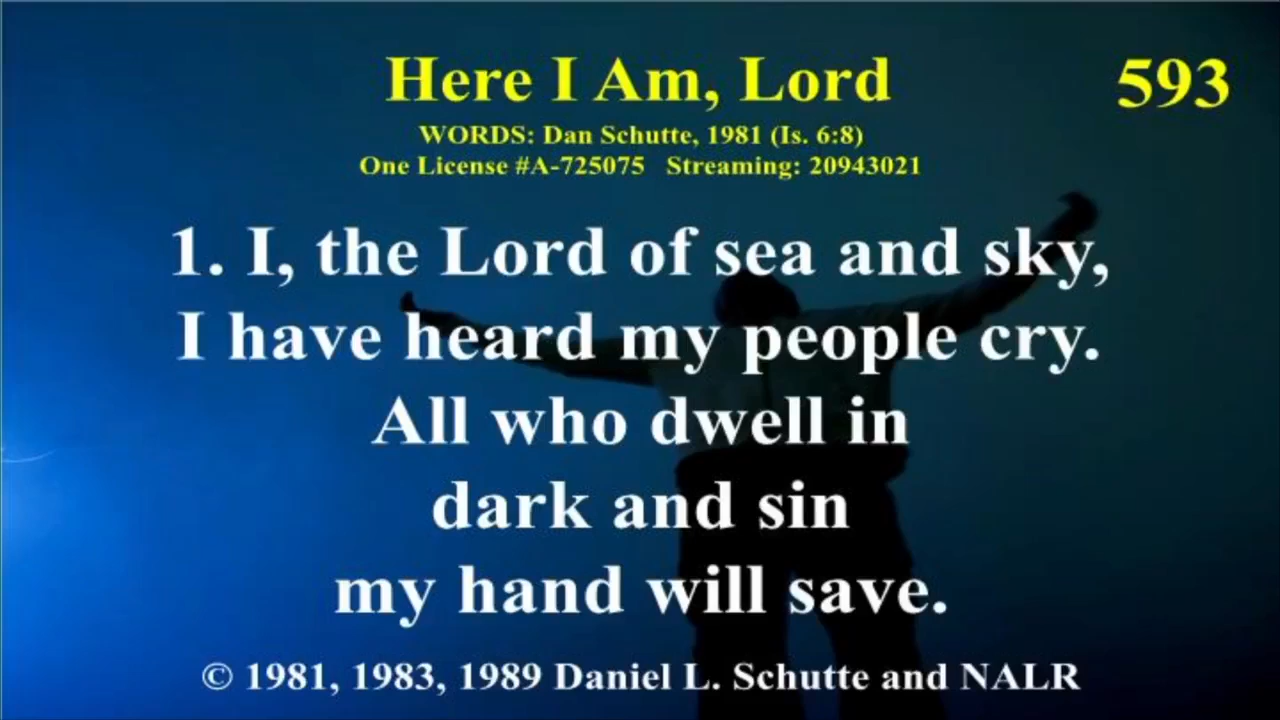 Here I Am, Lord 593
WORDS: Dan Schutte, 1981 (Is. 6:8)
One License #A-725075 Streaming: 20943021
1. I, the Lord of sea and sky,
I have heard my people cry.
All who dwell in
dark and sin
my hand will save.
© 1981, 1983, 1989 Daniel L. Schutte and NALR